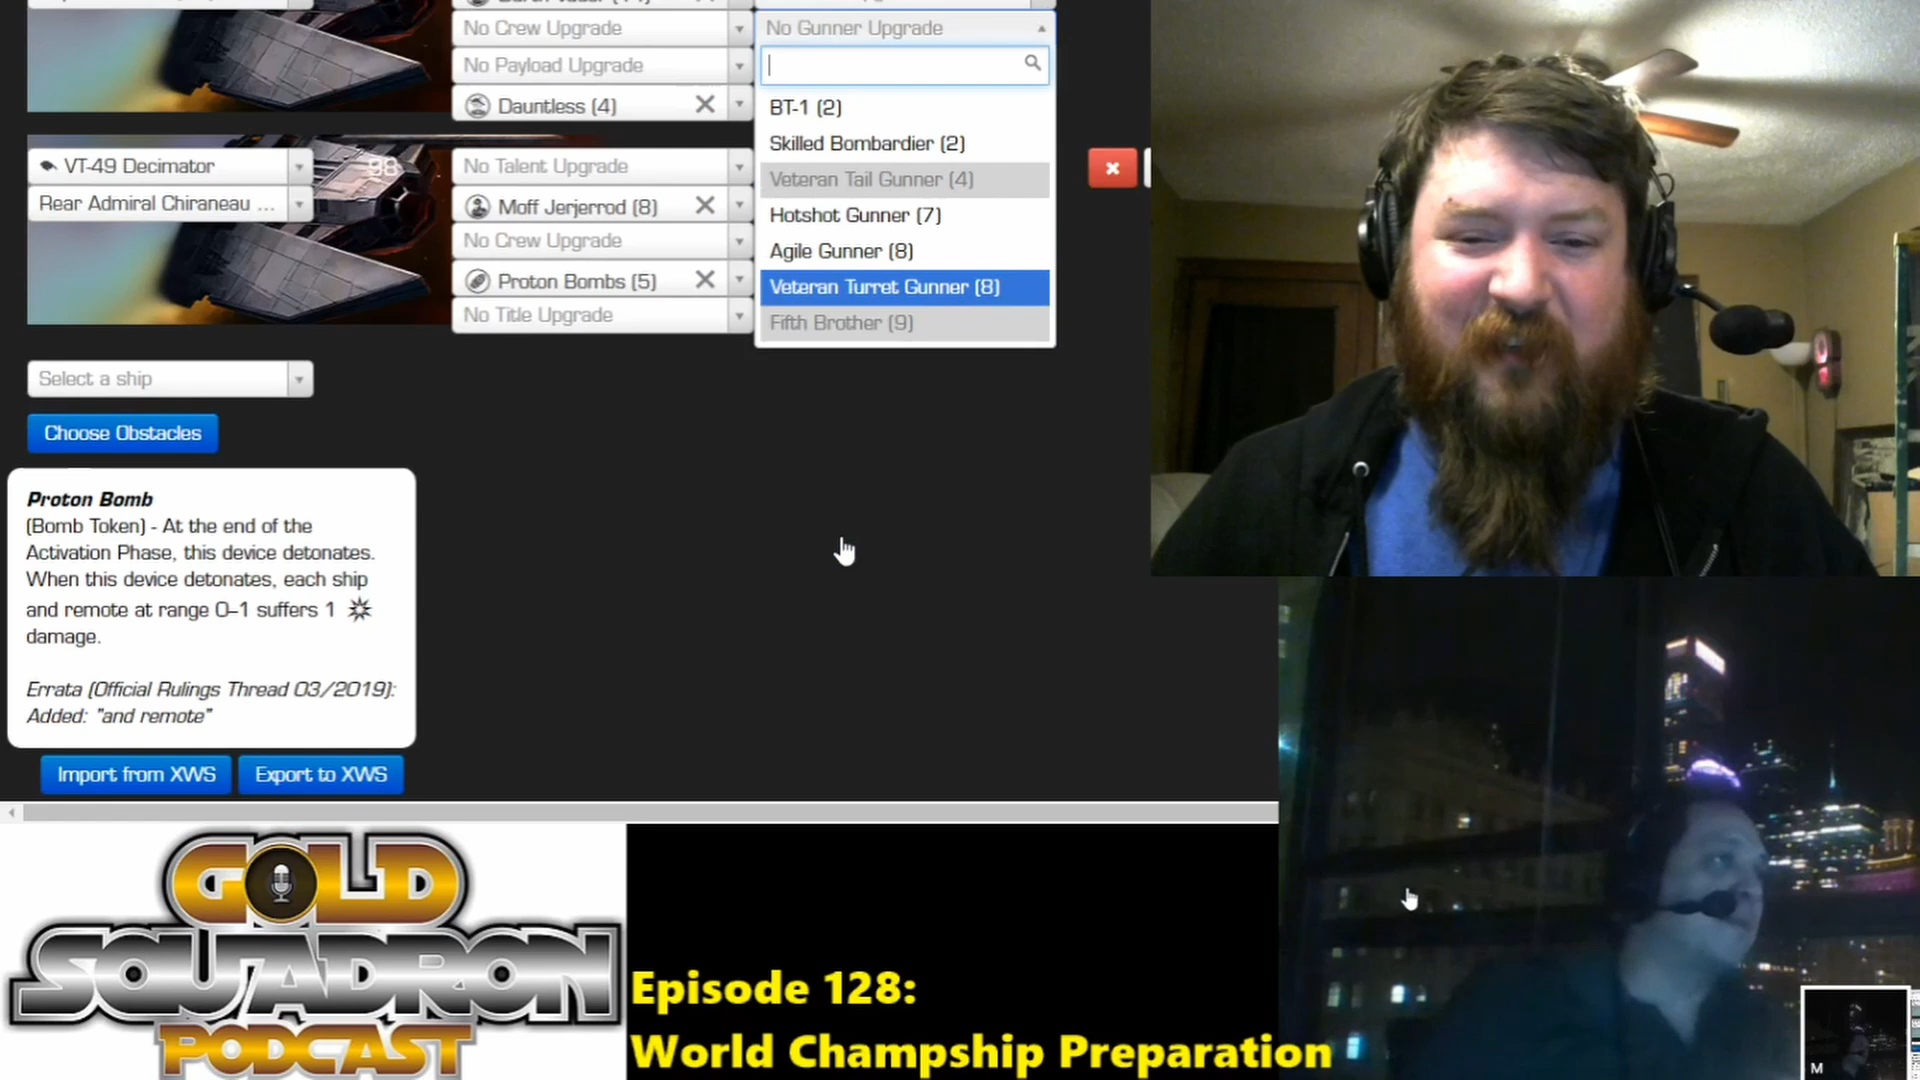 No Crew Upgrade
No Gunner Upgrade
No Payload Upgrade
Dauntless (4)
BT-1 (2)
Skilled Bombardier (2)
VT-49 Decimator
98
No Talent Upgrade
Veteran Tail Gunner (4)
Rear Admiral Chiraneau ...
Moff Jerjerrod (8)
Hotshot Gunner (7)
No Crew Upgrade
Agile Gunner (8)
Proton Bombs (5)
Veteran Turret Gunner (8)
No Title Upgrade
Fifth Brother (9)
Select a ship
Choose Obstacles
Proton Bomb
(Bomb Token) - At the end of the
Activation Phase, this device detonates.
When this device detonates, each ship
and remote at range 0–1 suffers 1
damage.
Errata (Official Rulings Thread 03/2019):
Added: "and remote"
Import from XWS
Export to XWS
GOLD
SQUADRON
PODCAST
Episode 128:
World Champship Preparation
M